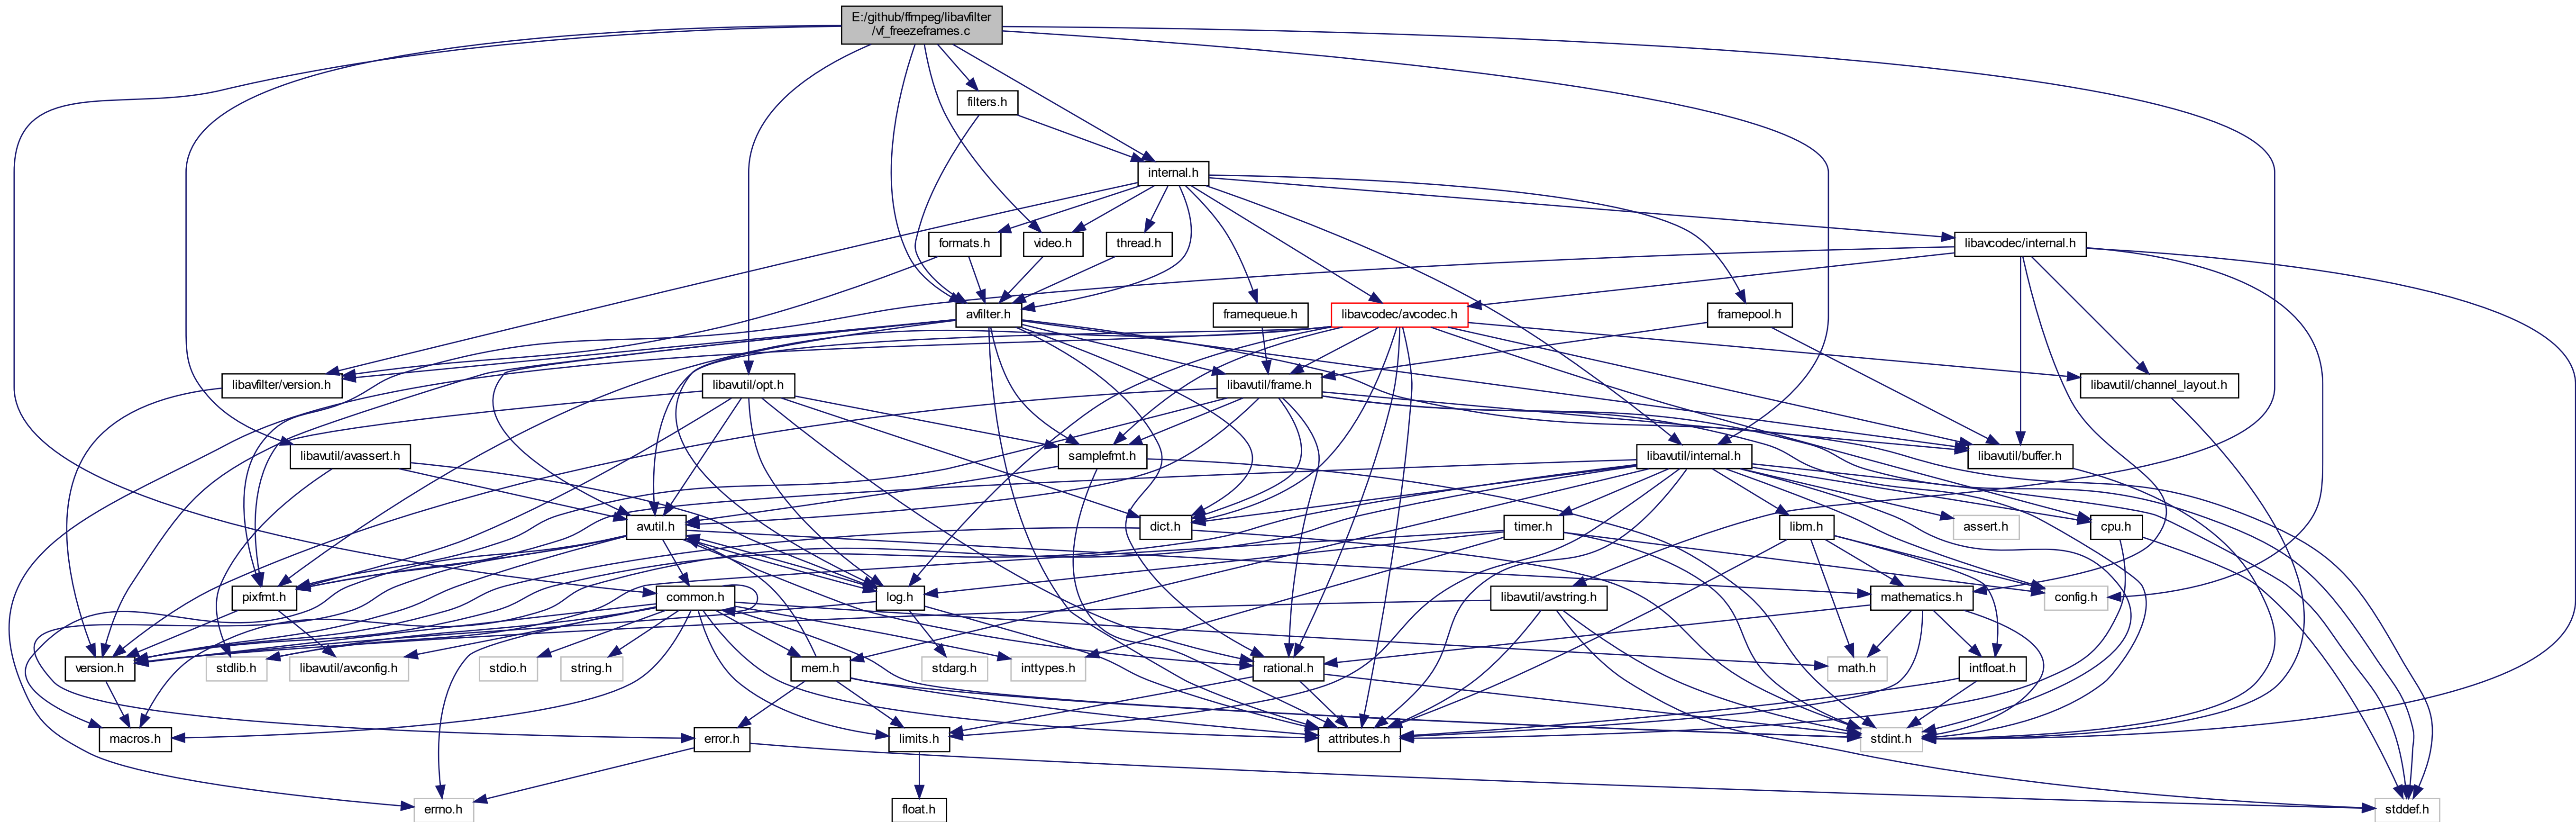 E:/github/ffmpeg/libavfilter
/vf_freezeframes.c
filters.h
internal.h
formats.h
video.h
thread.h
libavcodec/internal.h
avfilter.h
framequeue.h
libavcodec/avcodec.h
framepool.h
libavfilter/version.h
libavutil/opt.h
libavutil/frame.h
libavutil/channel_layout.h
libavutil/avassert.h
samplefmt.h
libavutil/internal.h
libavutil/buffer.h
avutil.h
dict.h
timer.h
libm.h
assert.h
cpu.h
pixfmt.h
common.h
log.h
libavutil/avstring.h
mathematics.h
config.h
version.h
stdlib.h
libavutil/avconfig.h
stdio.h
string.h
mem.h
stdarg.h
inttypes.h
rational.h
math.h
intfloat.h
macros.h
error.h
limits.h
attributes.h
stdint.h
errno.h
float.h
stddef.h